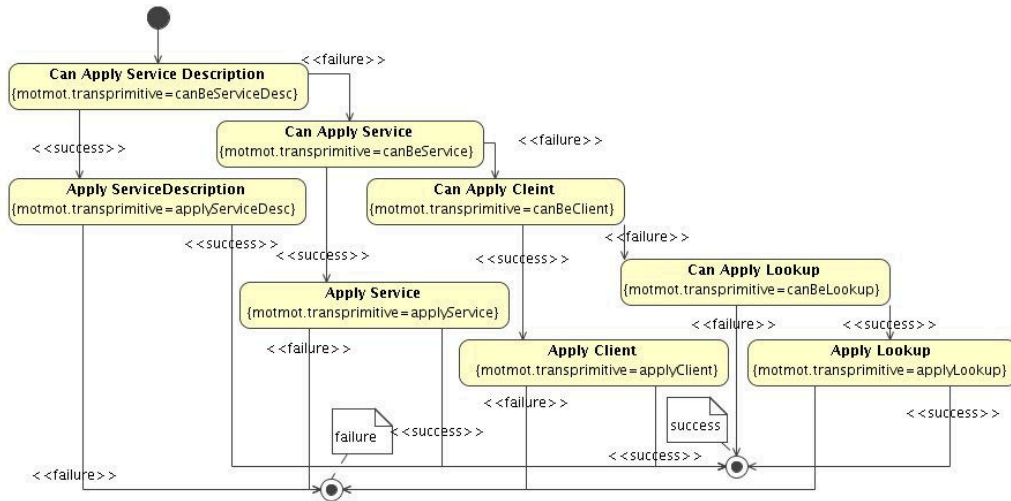 <<failure>>
Can Apply Service Description
{motmot.transprimitive=canBeServiceDesc}
Can Apply Service
{motmot.transprimitive=canBeService}
<<failure>>
<<success>>
Apply ServiceDescription
{motmot.transprimitive=applyServiceDesc}
Can Apply Cleint
{motmot.transprimitive=canBeClient}
<<failure>>
<<success>>
<<success>>
<<success>>
Can Apply Lookup
{motmot.transprimitive=canBeLookup}
Apply Service
{motmot.transprimitive=applyService}
<<failure>>
<<success>>
<<failure>>
Apply Client
{motmot.transprimitive=applyClient}
Apply Lookup
{motmot.transprimitive=applyLookup}
<<failure>>
<<success>>
success
failure
<<success>>
<<success>>
<<failure>>